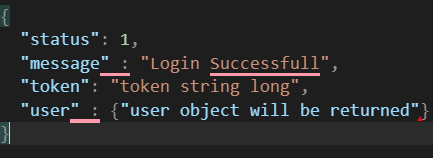 {
"status": 1,
"message" : "Login Successfull",
"token": "token string long",
"user" : {"user object will be returned"}
}